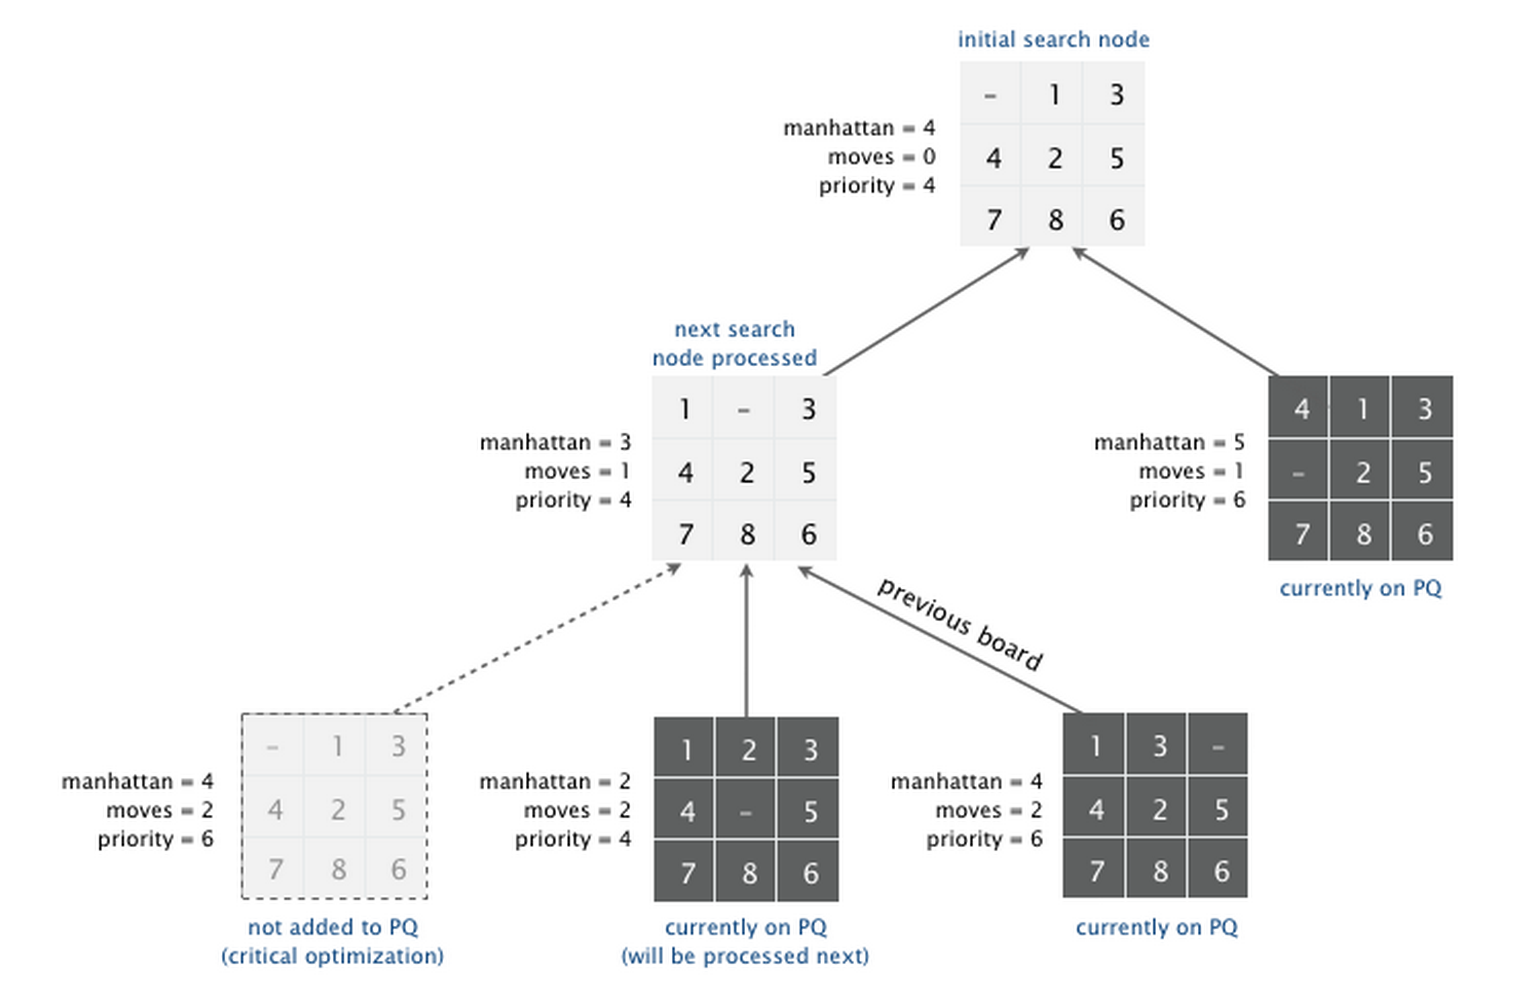 initial search node
- 1 3
manhattan = 4
moves = 0
4 2 5
priority = 4
7 8 6
next search
node processed
1 - 3
manhattan = 3
moves = 1
priority = 4
4 2 5
7 8 6
4 1 3
manhattan = 5
moves = 1
priority = 6
- 2 5
7 8 6
currently on PQ
previous board
- 1 3
manhattan = 4
moves = 2
priority = 6
4 2 5
7 8 6
not added to PQ
(critical optimization)
1 2 3
manhattan = 2
moves = 2
priority = 4
4 - 5
7 8 6
currently on PQ
(will be processed next)
1 3 -
manhattan = 4
moves = 2
priority = 6
4 2 5
7 8 6
currently on PQ